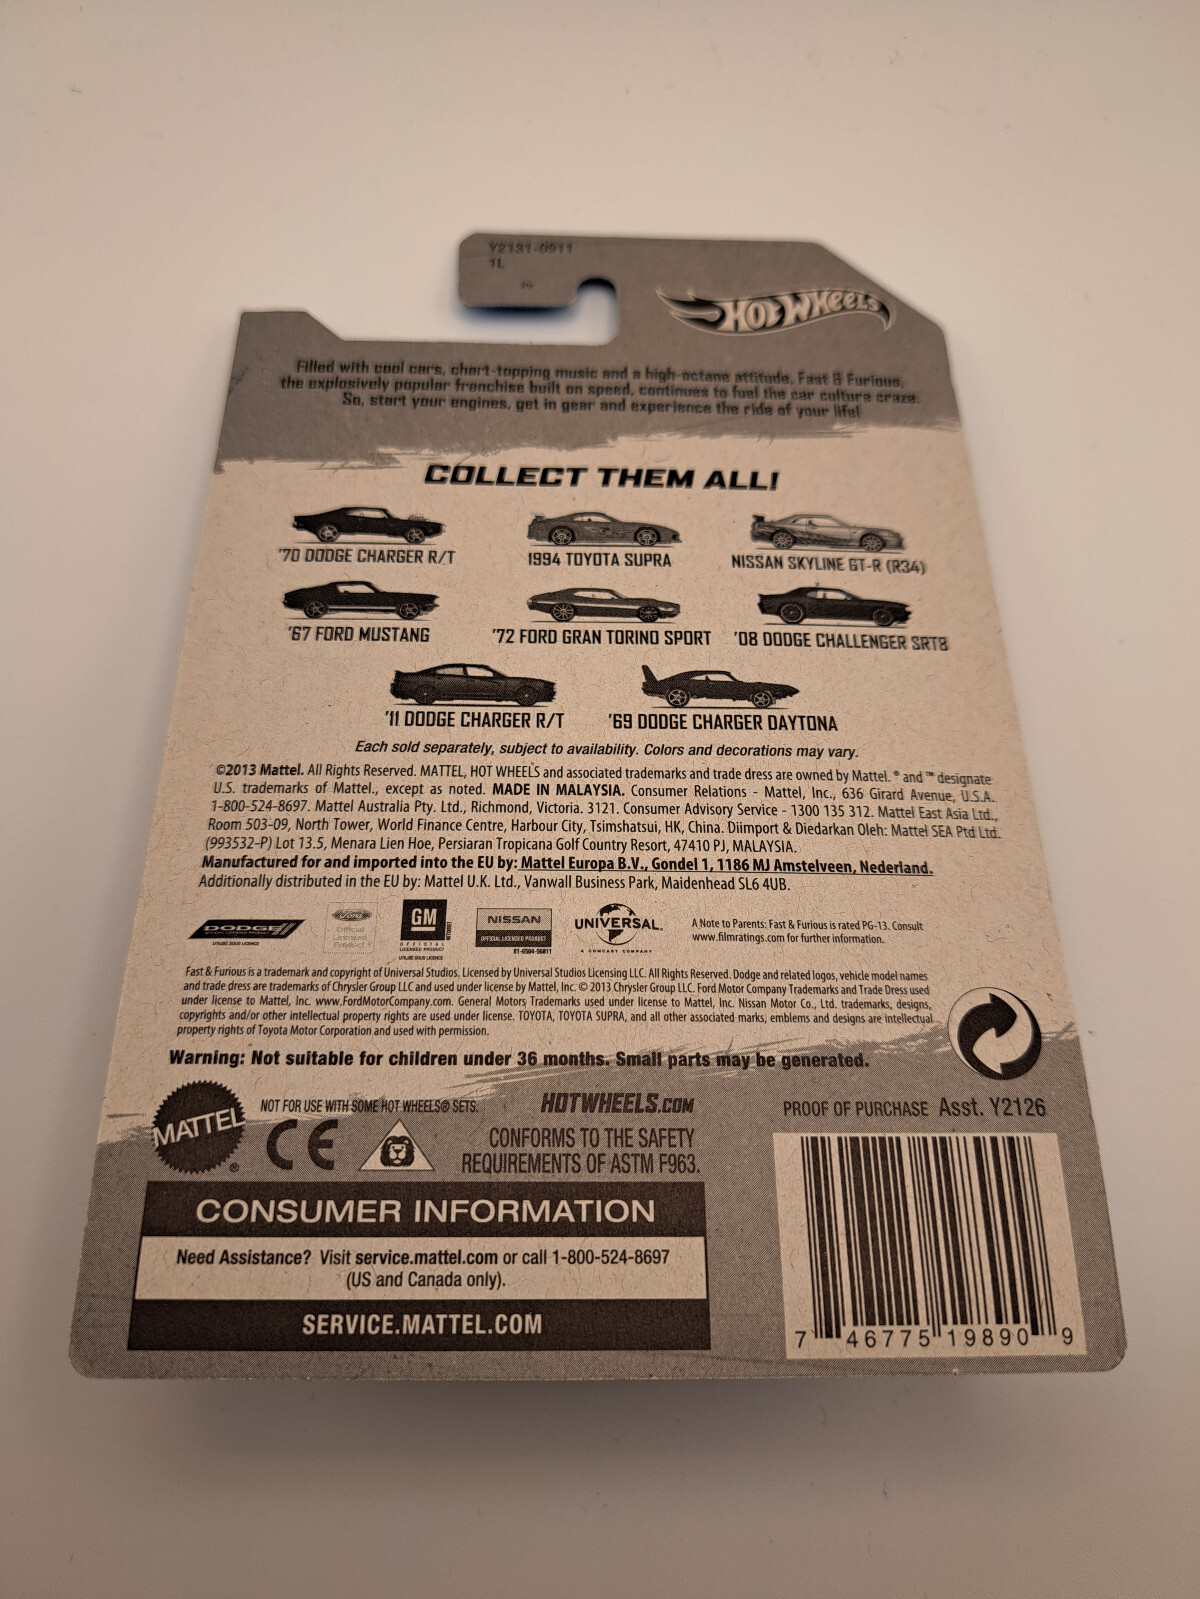 Y2131-0911
1L
HOT WHEELS
Filled with cool cars, chart-topping music and a high-octane attitude, Fast & Furious,
the explosively popular franchise built on speed, continues to fuel the car culture craze.
So, start your engines, get in gear and experience the ride of your life!
COLLECT THEM ALL!
'70 DODGE CHARGER R/T
1994 TOYOTA SUPRA
NISSAN SKYLINE GT-R (R34)
'67 FORD MUSTANG
'72 FORD GRAN TORINO SPORT
'08 DODGE CHALLENGER SRT8
'11 DODGE CHARGER R/T
'69 DODGE CHARGER DAYTONA
Each sold separately, subject to availability. Colors and decorations may vary.
©2013 Mattel. All Rights Reserved. MATTEL, HOT WHEELS and associated trademarks and trade dress are owned by Mattel. ® and ™ designate
U.S. trademarks of Mattel., except as noted. MADE IN MALAYSIA. Consumer Relations - Mattel, Inc., 636 Girard Avenue, U.S.A.
1-800-524-8697. Mattel Australia Pty. Ltd., Richmond, Victoria. 3121. Consumer Advisory Service - 1300 135 312. Mattel East Asia Ltd.,
Room 503-09, North Tower, World Finance Centre, Harbour City, Tsimshatsui, HK, China. Diimport & Diedarkan Oleh: Mattel SEA Ptd Ltd.
(993532-P) Lot 13.5, Menara Lien Hoe, Persiaran Tropicana Golf Country Resort, 47410 PJ, MALAYSIA.
Manufactured for and imported into the EU by: Mattel Europa B.V., Gondel 1, 1186 MJ Amstelveen, Nederland.
Additionally distributed in the EU by: Mattel U.K. Ltd., Vanwall Business Park, Maidenhead SL6 4UB.
DODGE
OFFICIAL LICENSED PRODUCT
UTILISÉ SOUS LICENCE
Ford
Official
Licensed
Product
GM
OFFICIAL
LICENSED PRODUCT
UTILISÉ SOUS LICENCE
NISSAN
OFFICIAL LICENSED PRODUCT
UNIVERSAL
A COMCAST COMPANY
A Note to Parents: Fast & Furious is rated PG-13. Consult
www.filmratings.com for further information.
Fast & Furious is a trademark and copyright of Universal Studios. Licensed by Universal Studios Licensing LLC. All Rights Reserved. Dodge and related logos, vehicle model names
and trade dress are trademarks of Chrysler Group LLC and used under license by Mattel, Inc. © 2013 Chrysler Group LLC. Ford Motor Company Trademarks and Trade Dress used
under license to Mattel, Inc. www.FordMotorCompany.com. General Motors Trademarks used under license to Mattel, Inc. Nissan Motor Co., Ltd. trademarks, designs,
copyrights and/or other intellectual property rights are used under license. TOYOTA, TOYOTA SUPRA, and all other associated marks, emblems and designs are intellectual
property rights of Toyota Motor Corporation and used with permission.
Warning: Not suitable for children under 36 months. Small parts may be generated.
MATTEL ®
NOT FOR USE WITH SOME HOT WHEELS® SETS.
CE
HOTWHEELS.COM
CONFORMS TO THE SAFETY
REQUIREMENTS OF ASTM F963.
PROOF OF PURCHASE Asst. Y2126
CONSUMER INFORMATION
Need Assistance? Visit service.mattel.com or call 1-800-524-8697
(US and Canada only).
SERVICE.MATTEL.COM
7 46775 19890 9